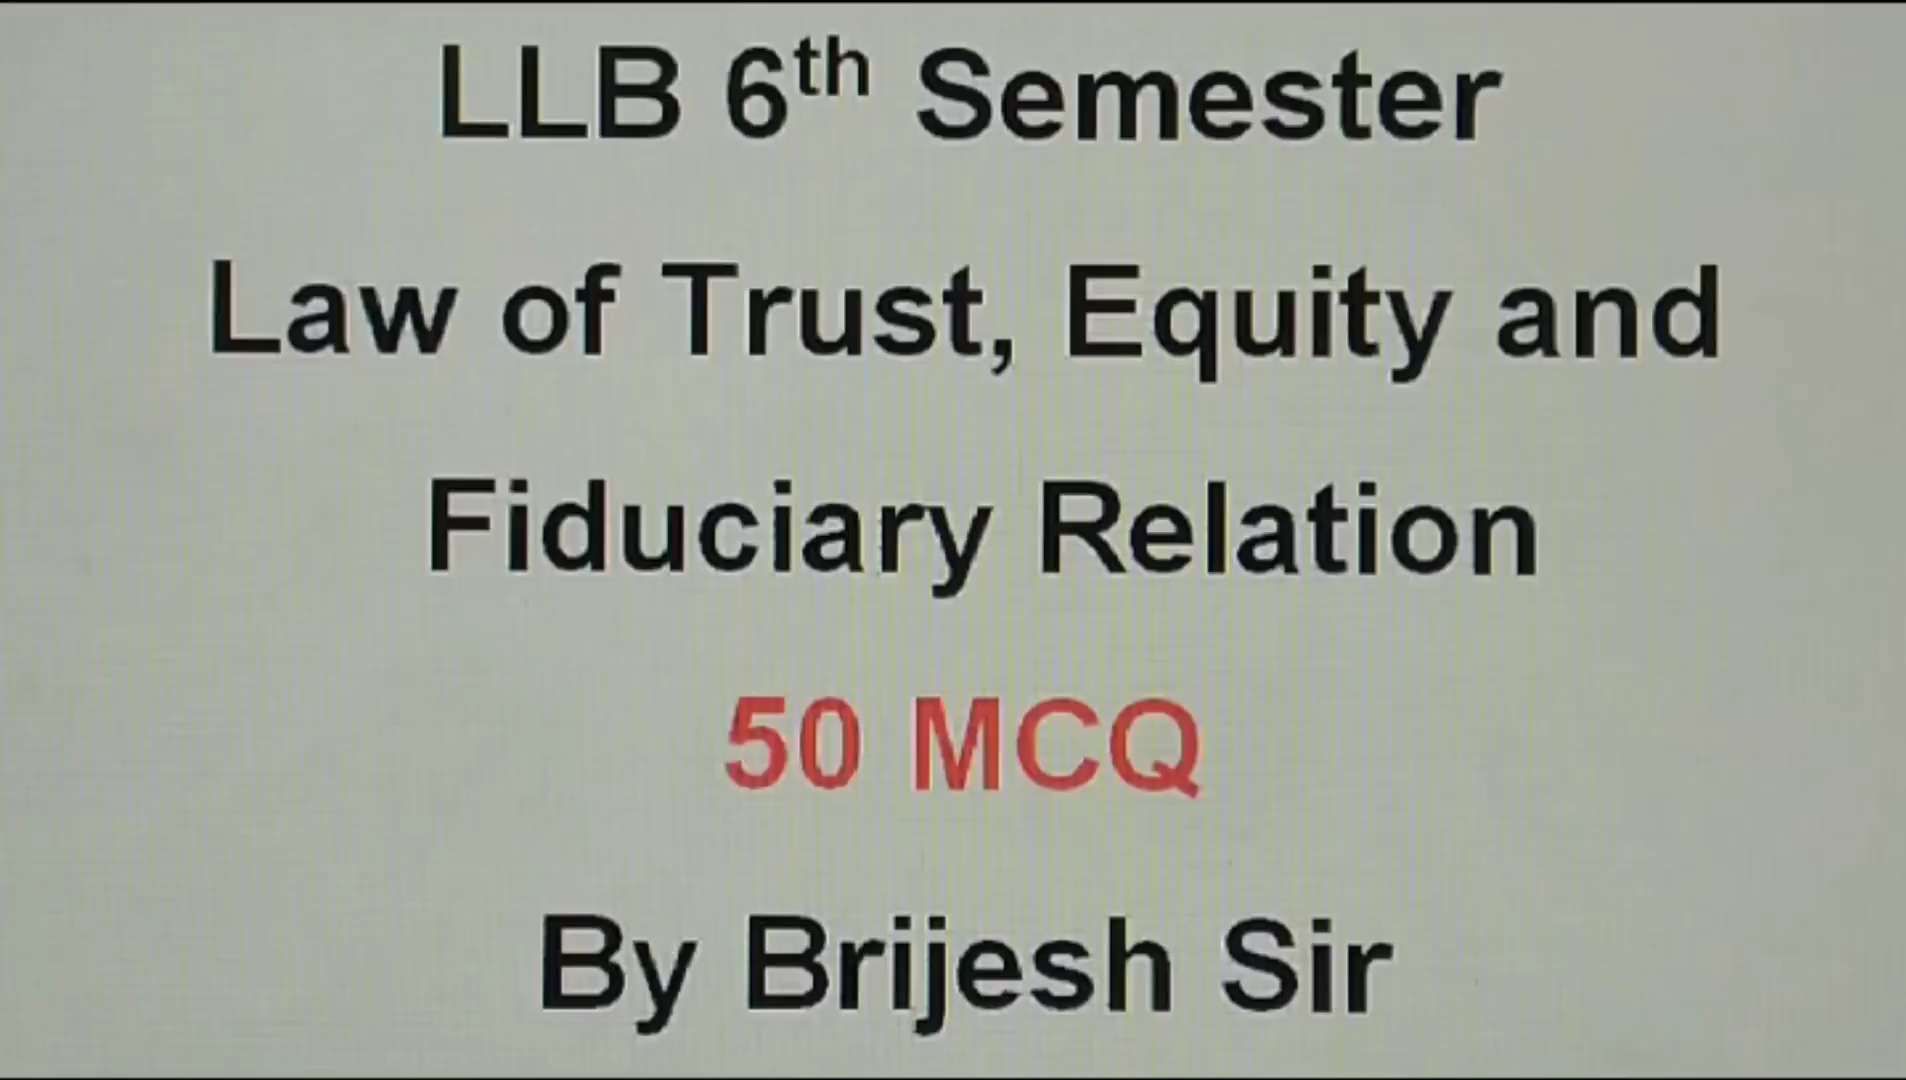 LLB 6th Semester
Law of Trust, Equity and
Fiduciary Relation
50 MCQ
By Brijesh Sir